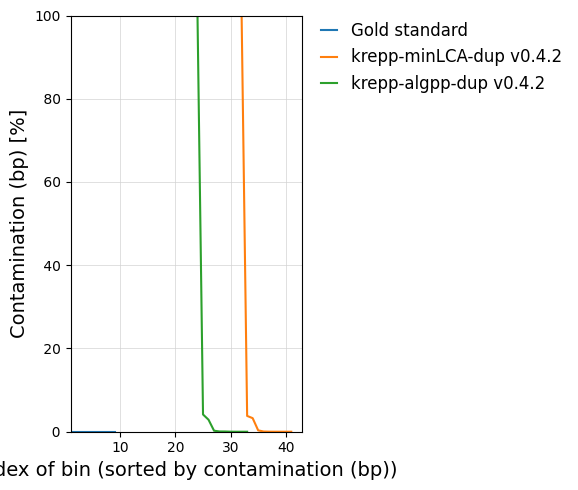 Gold standard
krepp-minLCA-dup v0.4.2
krepp-algpp-dup v0.4.2
Contamination (bp) [%]
100
80
60
40
20
0
10
20
30
40
dex of bin (sorted by contamination (bp))